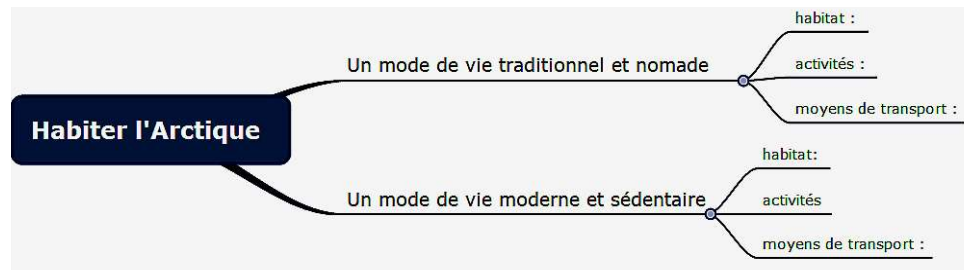 Habiter l'Arctique
Un mode de vie traditionnel et nomade
habitat :
activités :
moyens de transport :
Un mode de vie moderne et sédentaire
habitat:
activités
moyens de transport :